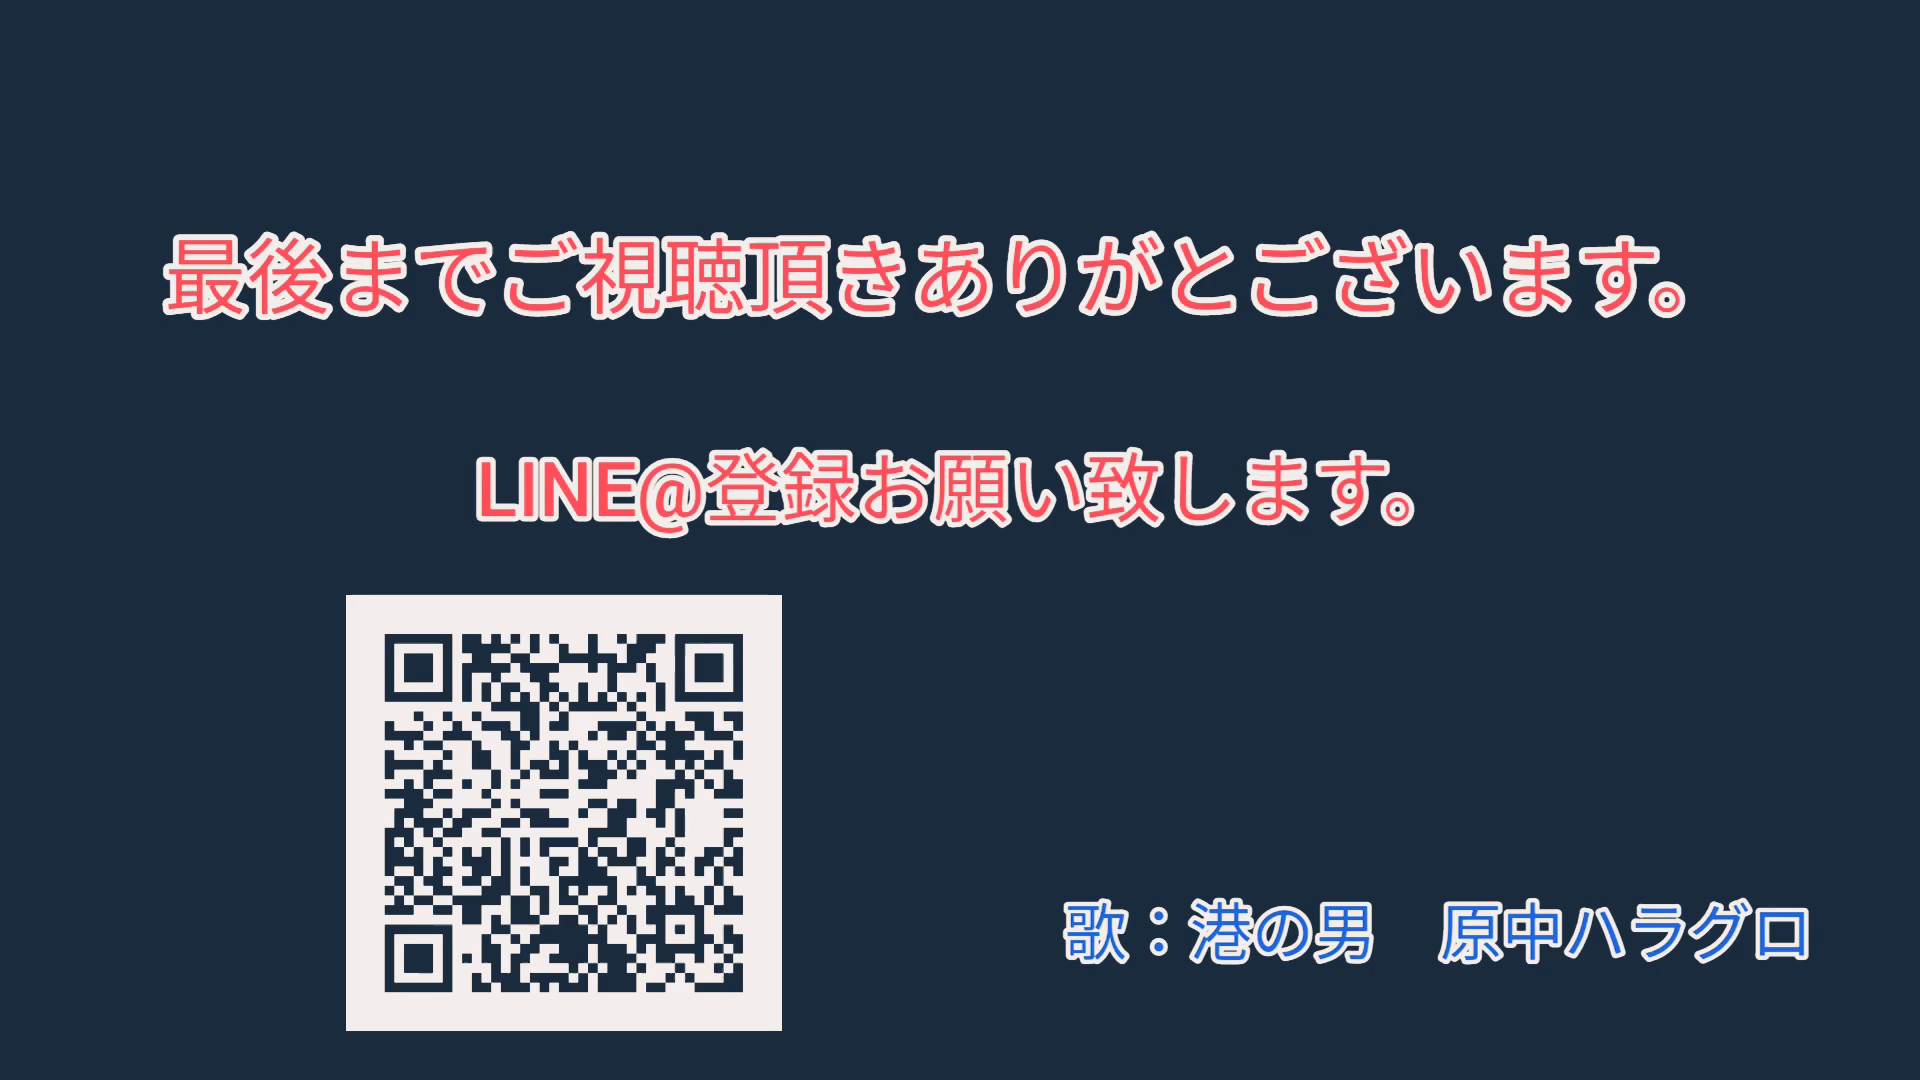 最後までご視聴頂きありがとございます。
LINE@登録お願い致します。
歌：港の男　原中ハラグロ